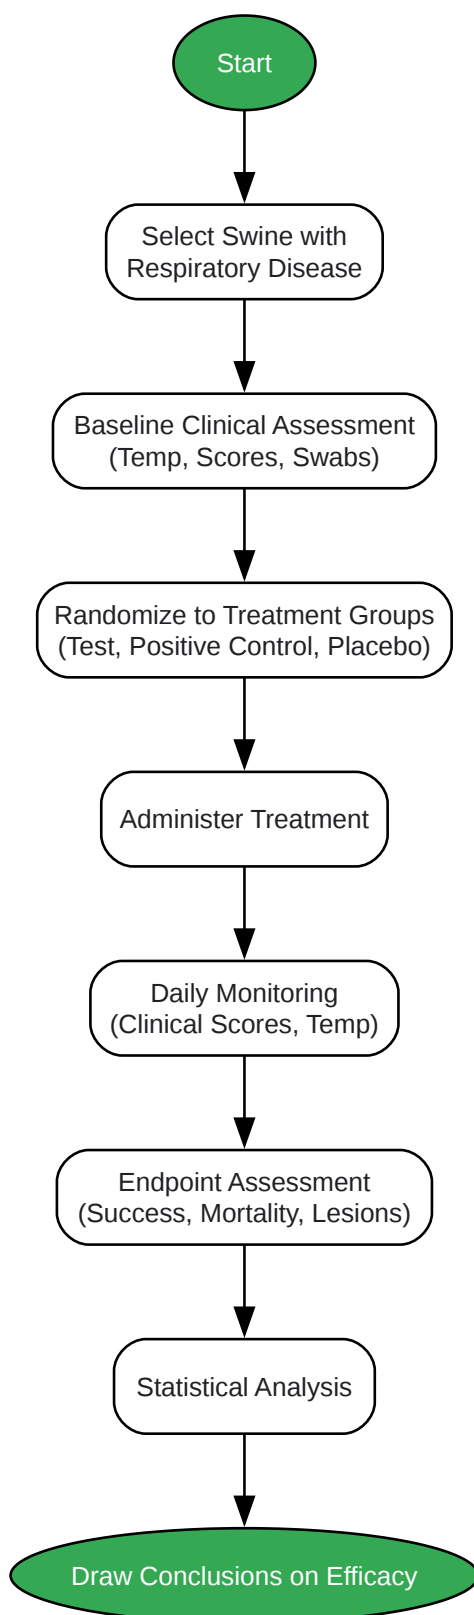 Start
Select Swine with
Respiratory Disease
Baseline Clinical Assessment
(Temp, Scores, Swabs)
Randomize to Treatment Groups
(Test, Positive Control, Placebo)
Administer Treatment
Daily Monitoring
(Clinical Scores, Temp)
Endpoint Assessment
(Success, Mortality, Lesions)
Statistical Analysis
Draw Conclusions on Efficacy